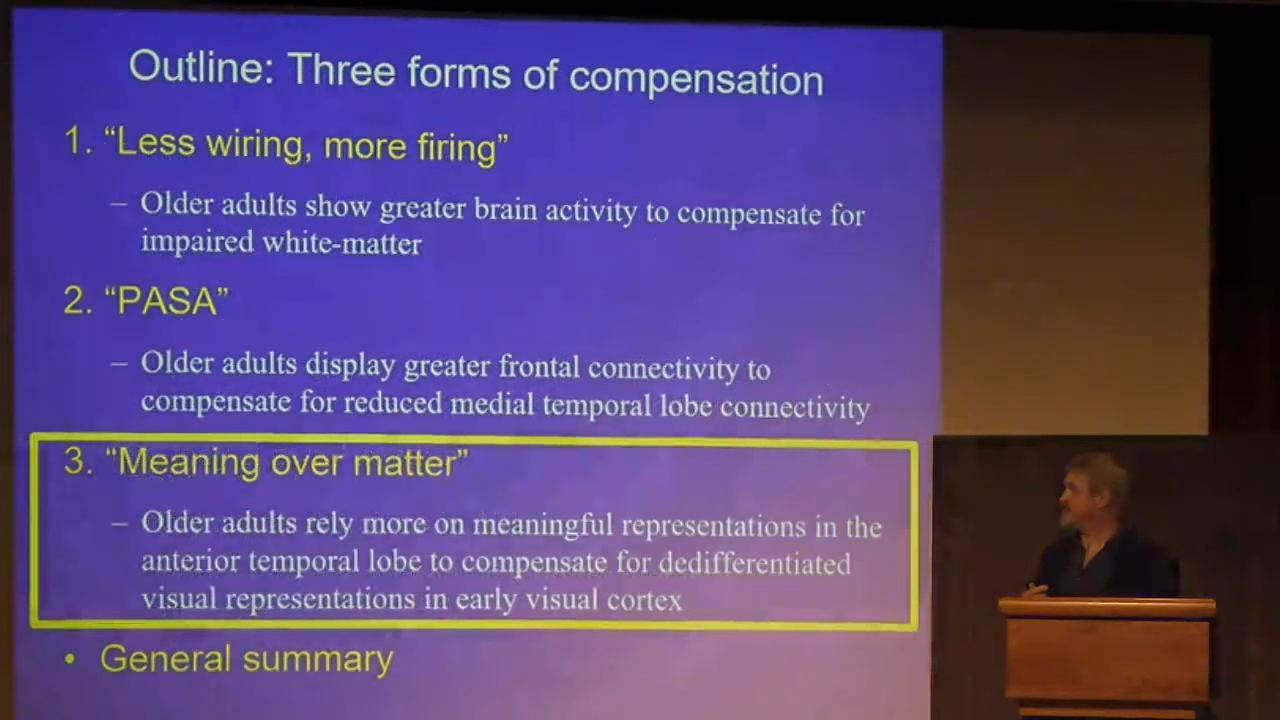 Outline: Three forms of compensation
1. “Less wiring, more firing”
– Older adults show greater brain activity to compensate for
impaired white-matter
2. “PASA”
– Older adults display greater frontal connectivity to
compensate for reduced medial temporal lobe connectivity
3. “Meaning over matter”
– Older adults rely more on meaningful representations in the
anterior temporal lobe to compensate for dedifferentiated
visual representations in early visual cortex
• General summary